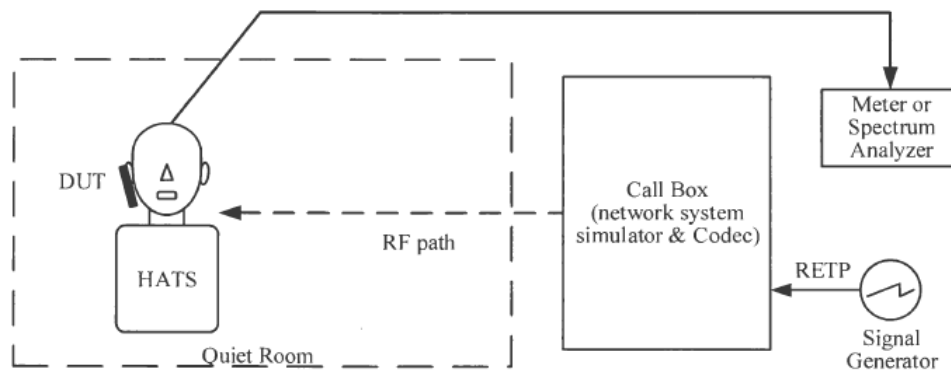 Meter or
Spectrum
Analyzer
DUT
Call Box
(network system
simulator & Codec)
RF path
HATS
RETP
Quiet Room
Signal
Generator